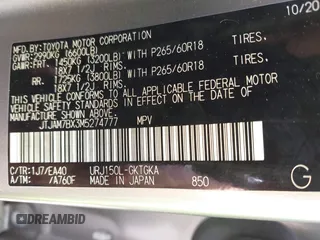 10/20
MFD. BY: TOYOTA MOTOR CORPORATION
GVWR: 2990KG (6600LB)
GAWR: FRT. 1450KG (3200LB) WITH P265/60R18 TIRES,
18X7 1/2J RIMS,
RR. 1725KG (3800LB) WITH P265/60R18 TIRES,
18X7 1/2J RIMS,
THIS VEHICLE CONFORMS TO ALL APPLICABLE FEDERAL MOTOR
VEHICLE SAFETY STANDARDS IN EFFECT ON THE DATE OF
MANUFACTURE SHOWN ABOVE.
JTJAM7BX3M5274777 MPV
C/TR: 1J7/EA40 URJ150L-GKTGKA
A/TM: /A760F MADE IN JAPAN 850 G
DREAMBID